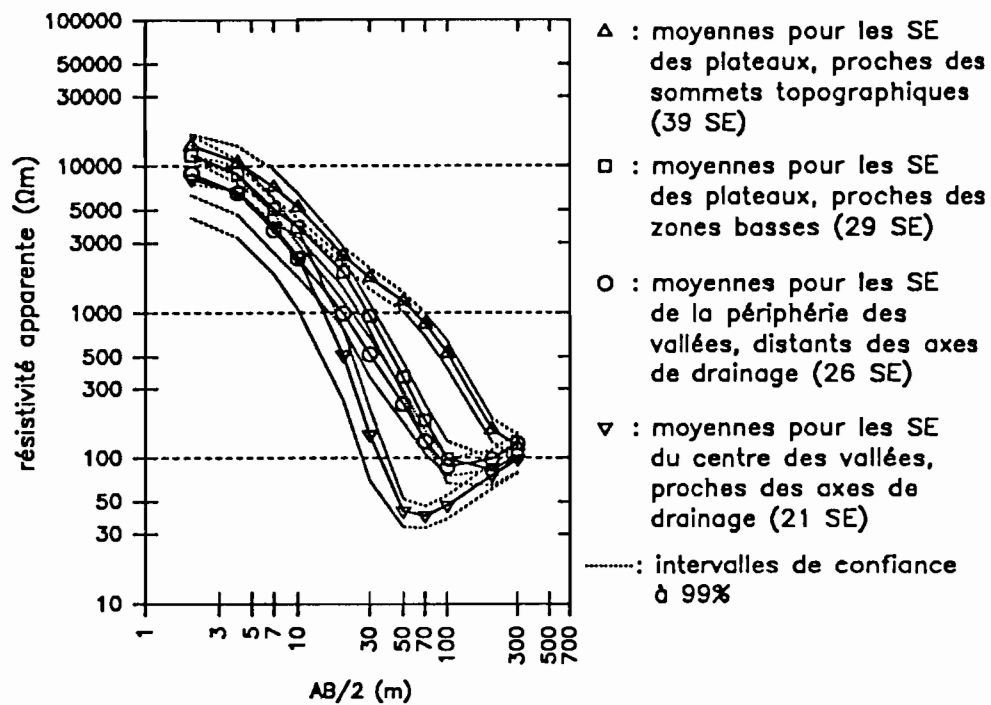 100000
50000
30000
10000
5000
3000
1000
500
300
100
50
30
10
résistivité apparente (Ωm)
1
3
5
7
10
30
50
70
100
300
500
700
AB/2 (m)
△ : moyennes pour les SE
des plateaux, proches des
sommets topographiques
(39 SE)
□ : moyennes pour les SE
des plateaux, proches des
zones basses (29 SE)
○ : moyennes pour les SE
de la périphérie des
vallées, distants des axes
de drainage (26 SE)
▽ : moyennes pour les SE
du centre des vallées,
proches des axes de
drainage (21 SE)
........: intervalles de confiance
à 99%